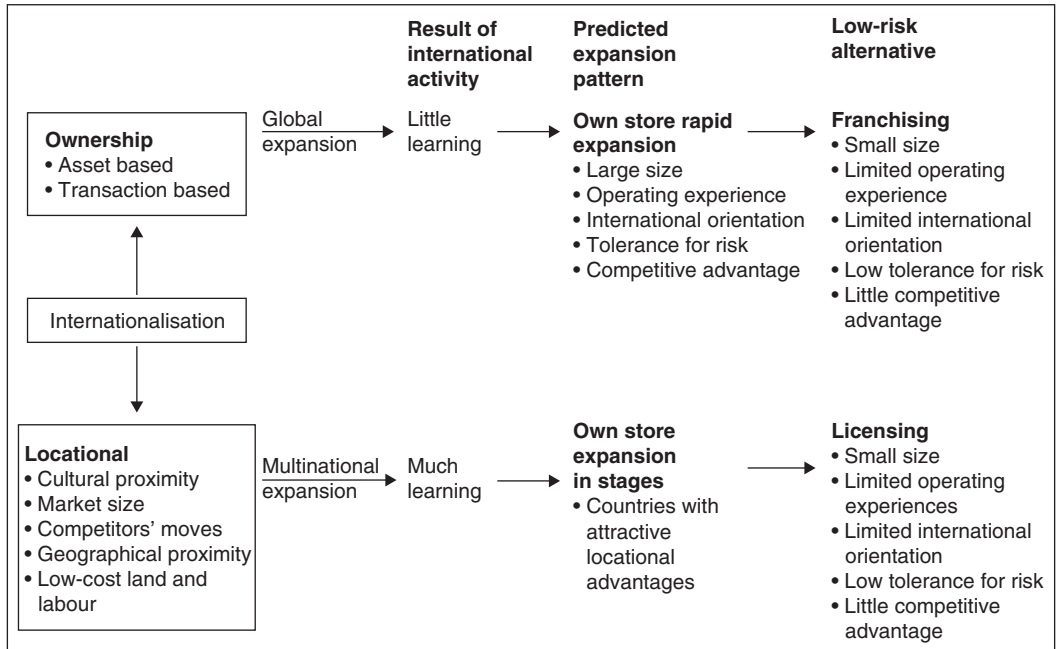 Result of
international
activity
Predicted
expansion
pattern
Low-risk
alternative
Ownership
• Asset based
• Transaction based
Global
expansion
Little
learning
Own store rapid
expansion
• Large size
• Operating experience
• International orientation
• Tolerance for risk
• Competitive advantage
Franchising
• Small size
• Limited operating
experience
• Limited international
orientation
• Low tolerance for risk
• Little competitive
advantage
Internationalisation
Locational
• Cultural proximity
• Market size
• Competitors' moves
• Geographical proximity
• Low-cost land and
labour
Multinational
expansion
Much
learning
Own store
expansion
in stages
• Countries with
attractive
locational
advantages
Licensing
• Small size
• Limited operating
experiences
• Limited international
orientation
• Low tolerance for risk
• Little competitive
advantage